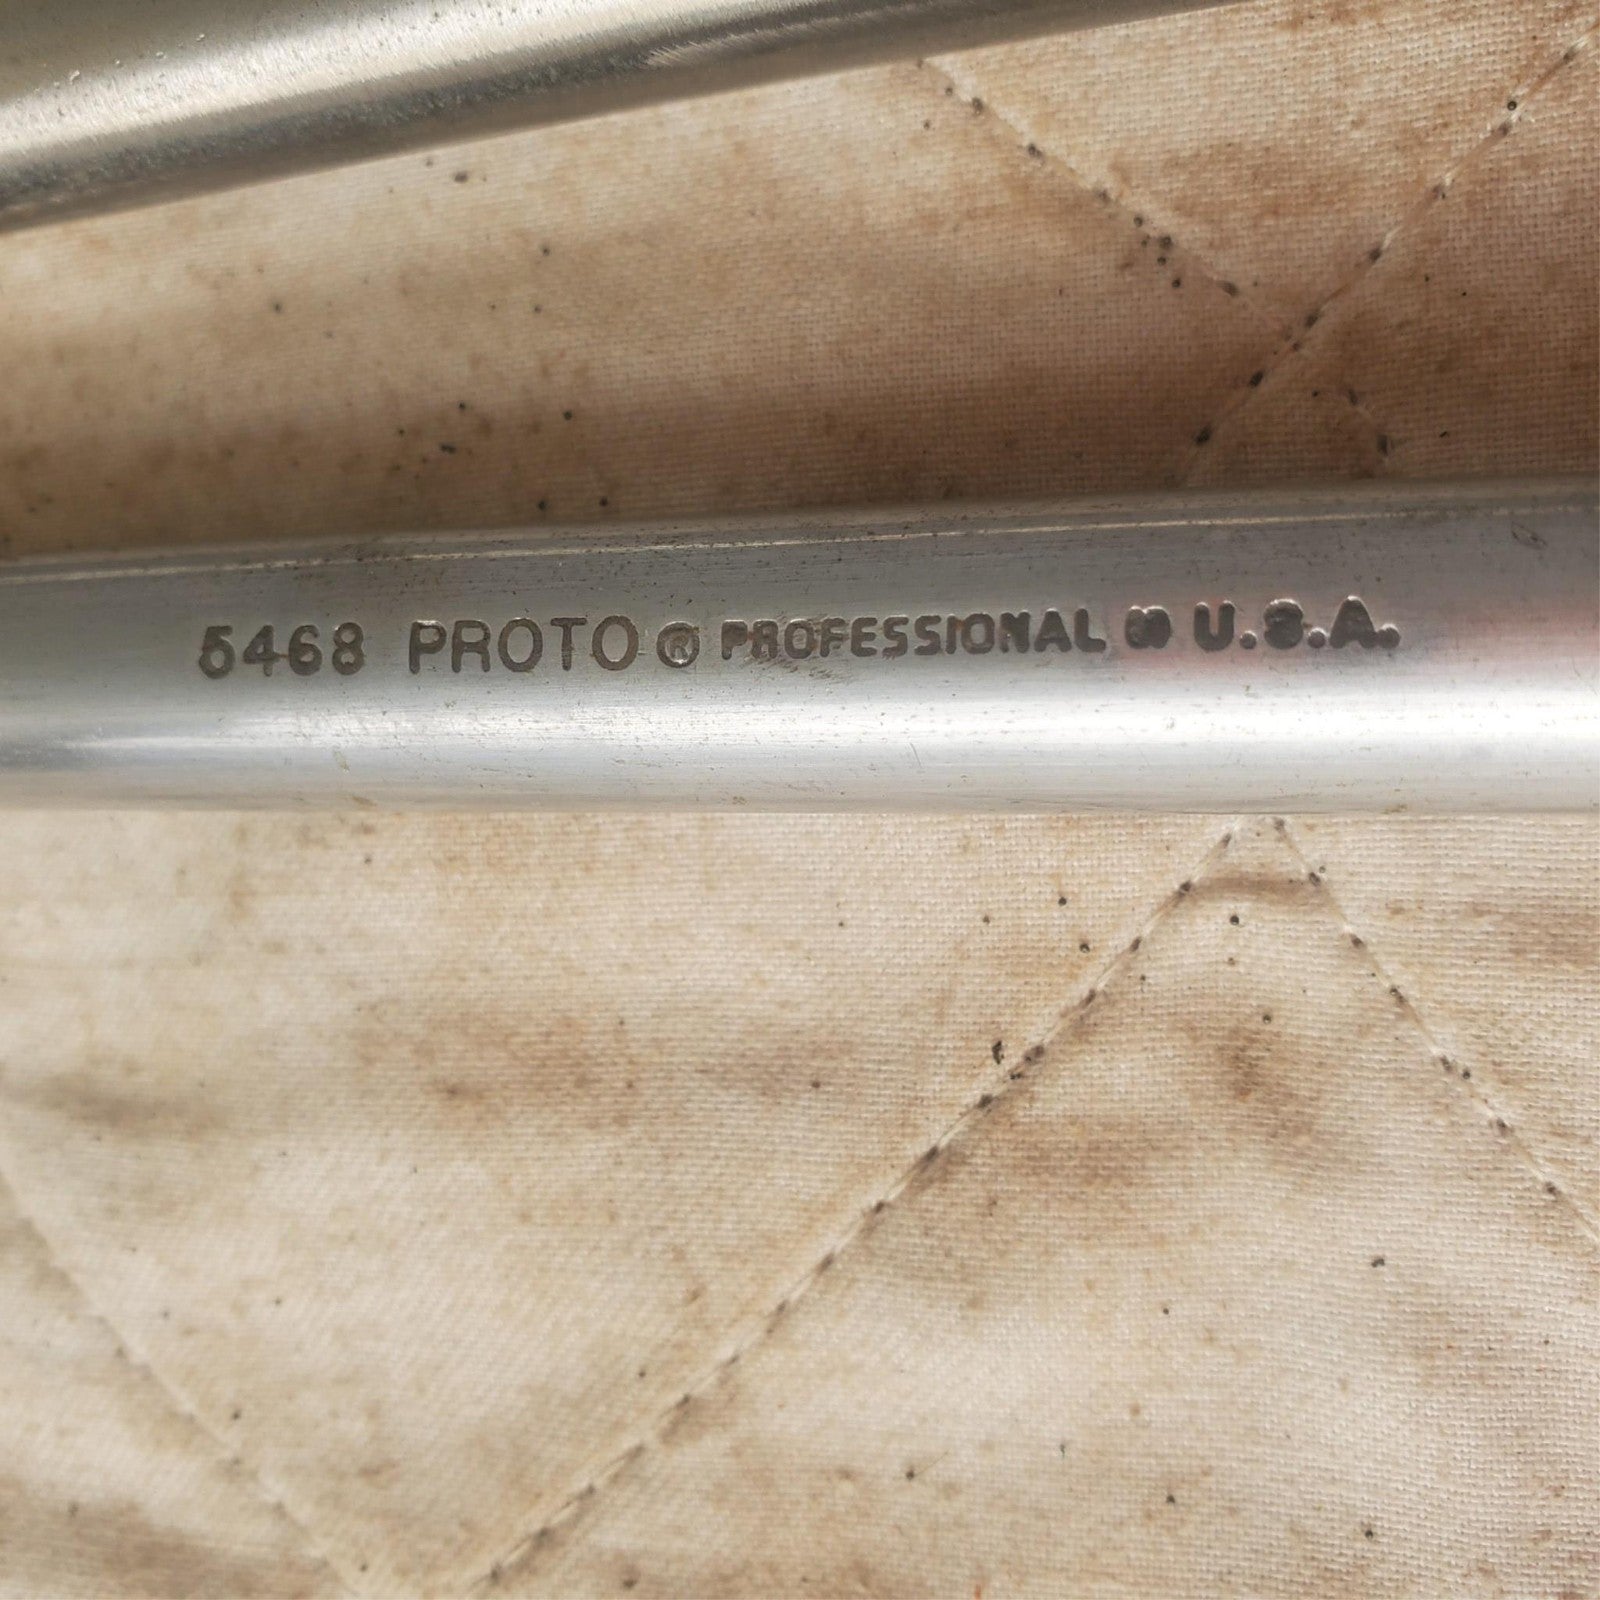 5468 PROTO ® PROFESSIONAL U.S.A.